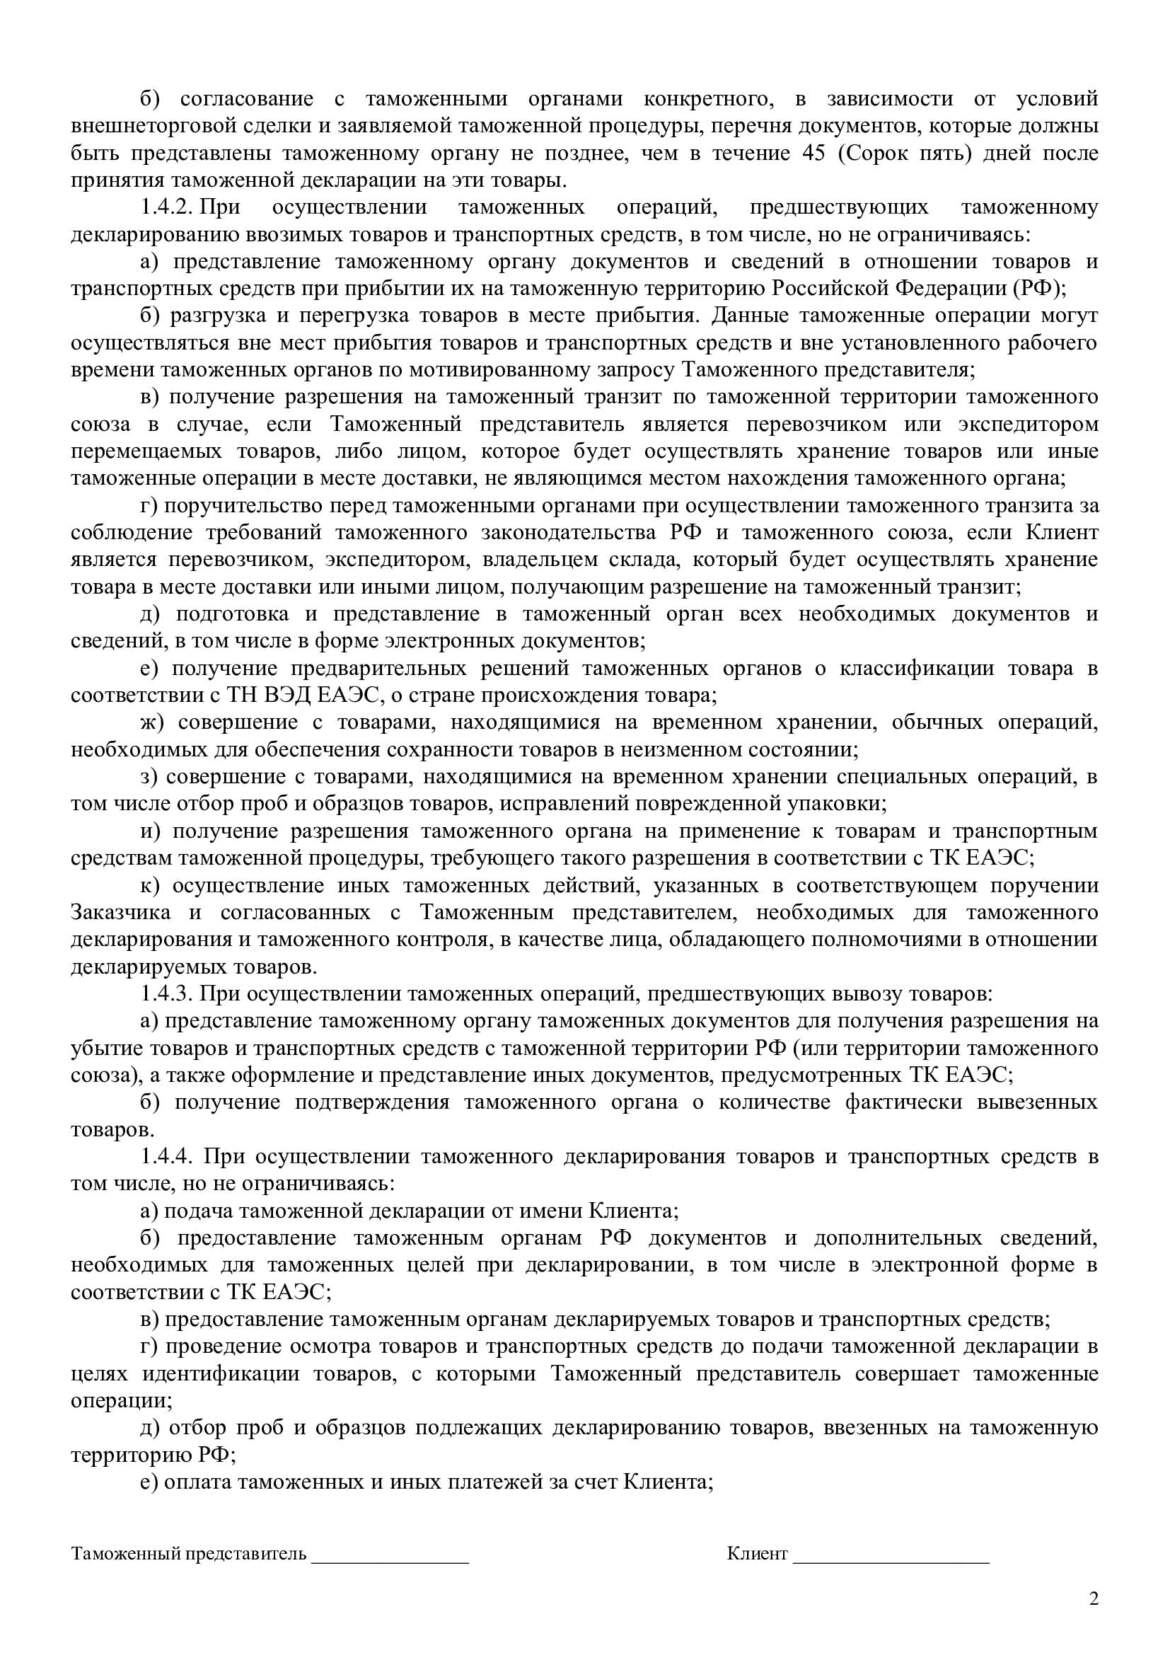 б) согласование с таможенными органами конкретного, в зависимости от условий
внешнеторговой сделки и заявляемой таможенной процедуры, перечня документов, которые должны
быть представлены таможенному органу не позднее, чем в течение 45 (Сорок пять) дней после
принятия таможенной декларации на эти товары.
1.4.2. При осуществлении таможенных операций, предшествующих таможенному
декларированию ввозимых товаров и транспортных средств, в том числе, но не ограничиваясь:
а) представление таможенному органу документов и сведений в отношении товаров и
транспортных средств при прибытии их на таможенную территорию Российской Федерации (РФ);
б) разгрузка и перегрузка товаров в месте прибытия. Данные таможенные операции могут
осуществляться вне мест прибытия товаров и транспортных средств и вне установленного рабочего
времени таможенных органов по мотивированному запросу Таможенного представителя;
в) получение разрешения на таможенный транзит по таможенной территории таможенного
союза в случае, если Таможенный представитель является перевозчиком или экспедитором
перемещаемых товаров, либо лицом, которое будет осуществлять хранение товаров или иные
таможенные операции в месте доставки, не являющимся местом нахождения таможенного органа;
г) поручительство перед таможенными органами при осуществлении таможенного транзита за
соблюдение требований таможенного законодательства РФ и таможенного союза, если Клиент
является перевозчиком, экспедитором, владельцем склада, который будет осуществлять хранение
товара в месте доставки или иными лицом, получающим разрешение на таможенный транзит;
д) подготовка и представление в таможенный орган всех необходимых документов и
сведений, в том числе в форме электронных документов;
е) получение предварительных решений таможенных органов о классификации товара в
соответствии с ТН ВЭД ЕАЭС, о стране происхождения товара;
ж) совершение с товарами, находящимися на временном хранении, обычных операций,
необходимых для обеспечения сохранности товаров в неизменном состоянии;
з) совершение с товарами, находящимися на временном хранении специальных операций, в
том числе отбор проб и образцов товаров, исправлений поврежденной упаковки;
и) получение разрешения таможенного органа на применение к товарам и транспортным
средствам таможенной процедуры, требующего такого разрешения в соответствии с ТК ЕАЭС;
к) осуществление иных таможенных действий, указанных в соответствующем поручении
Заказчика и согласованных с Таможенным представителем, необходимых для таможенного
декларирования и таможенного контроля, в качестве лица, обладающего полномочиями в отношении
декларируемых товаров.
1.4.3. При осуществлении таможенных операций, предшествующих вывозу товаров:
а) представление таможенному органу таможенных документов для получения разрешения на
убытие товаров и транспортных средств с таможенной территории РФ (или территории таможенного
союза), а также оформление и представление иных документов, предусмотренных ТК ЕАЭС;
б) получение подтверждения таможенного органа о количестве фактически вывезенных
товаров.
1.4.4. При осуществлении таможенного декларирования товаров и транспортных средств в
том числе, но не ограничиваясь:
а) подача таможенной декларации от имени Клиента;
б) предоставление таможенным органам РФ документов и дополнительных сведений,
необходимых для таможенных целей при декларировании, в том числе в электронной форме в
соответствии с ТК ЕАЭС;
в) предоставление таможенным органам декларируемых товаров и транспортных средств;
г) проведение осмотра товаров и транспортных средств до подачи таможенной декларации в
целях идентификации товаров, с которыми Таможенный представитель совершает таможенные
операции;
д) отбор проб и образцов подлежащих декларированию товаров, ввезенных на таможенную
территорию РФ;
е) оплата таможенных и иных платежей за счет Клиента;
Таможенный представитель ________________ Клиент ____________________
2